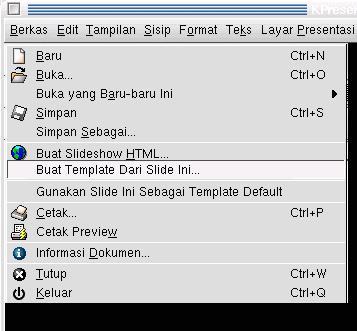 KPresen
Berkas Edit Tampilan Sisip Format Teks Layar Presentasi
Baru Ctrl+N
Buka... Ctrl+O
Buka yang Baru-baru Ini
Simpan Ctrl+S
Simpan Sebagai...
Buat Slideshow HTML...
Buat Template Dari Slide Ini...
Gunakan Slide Ini Sebagai Template Default
Cetak... Ctrl+P
Cetak Preview
Informasi Dokumen...
Tutup Ctrl+W
Keluar Ctrl+Q